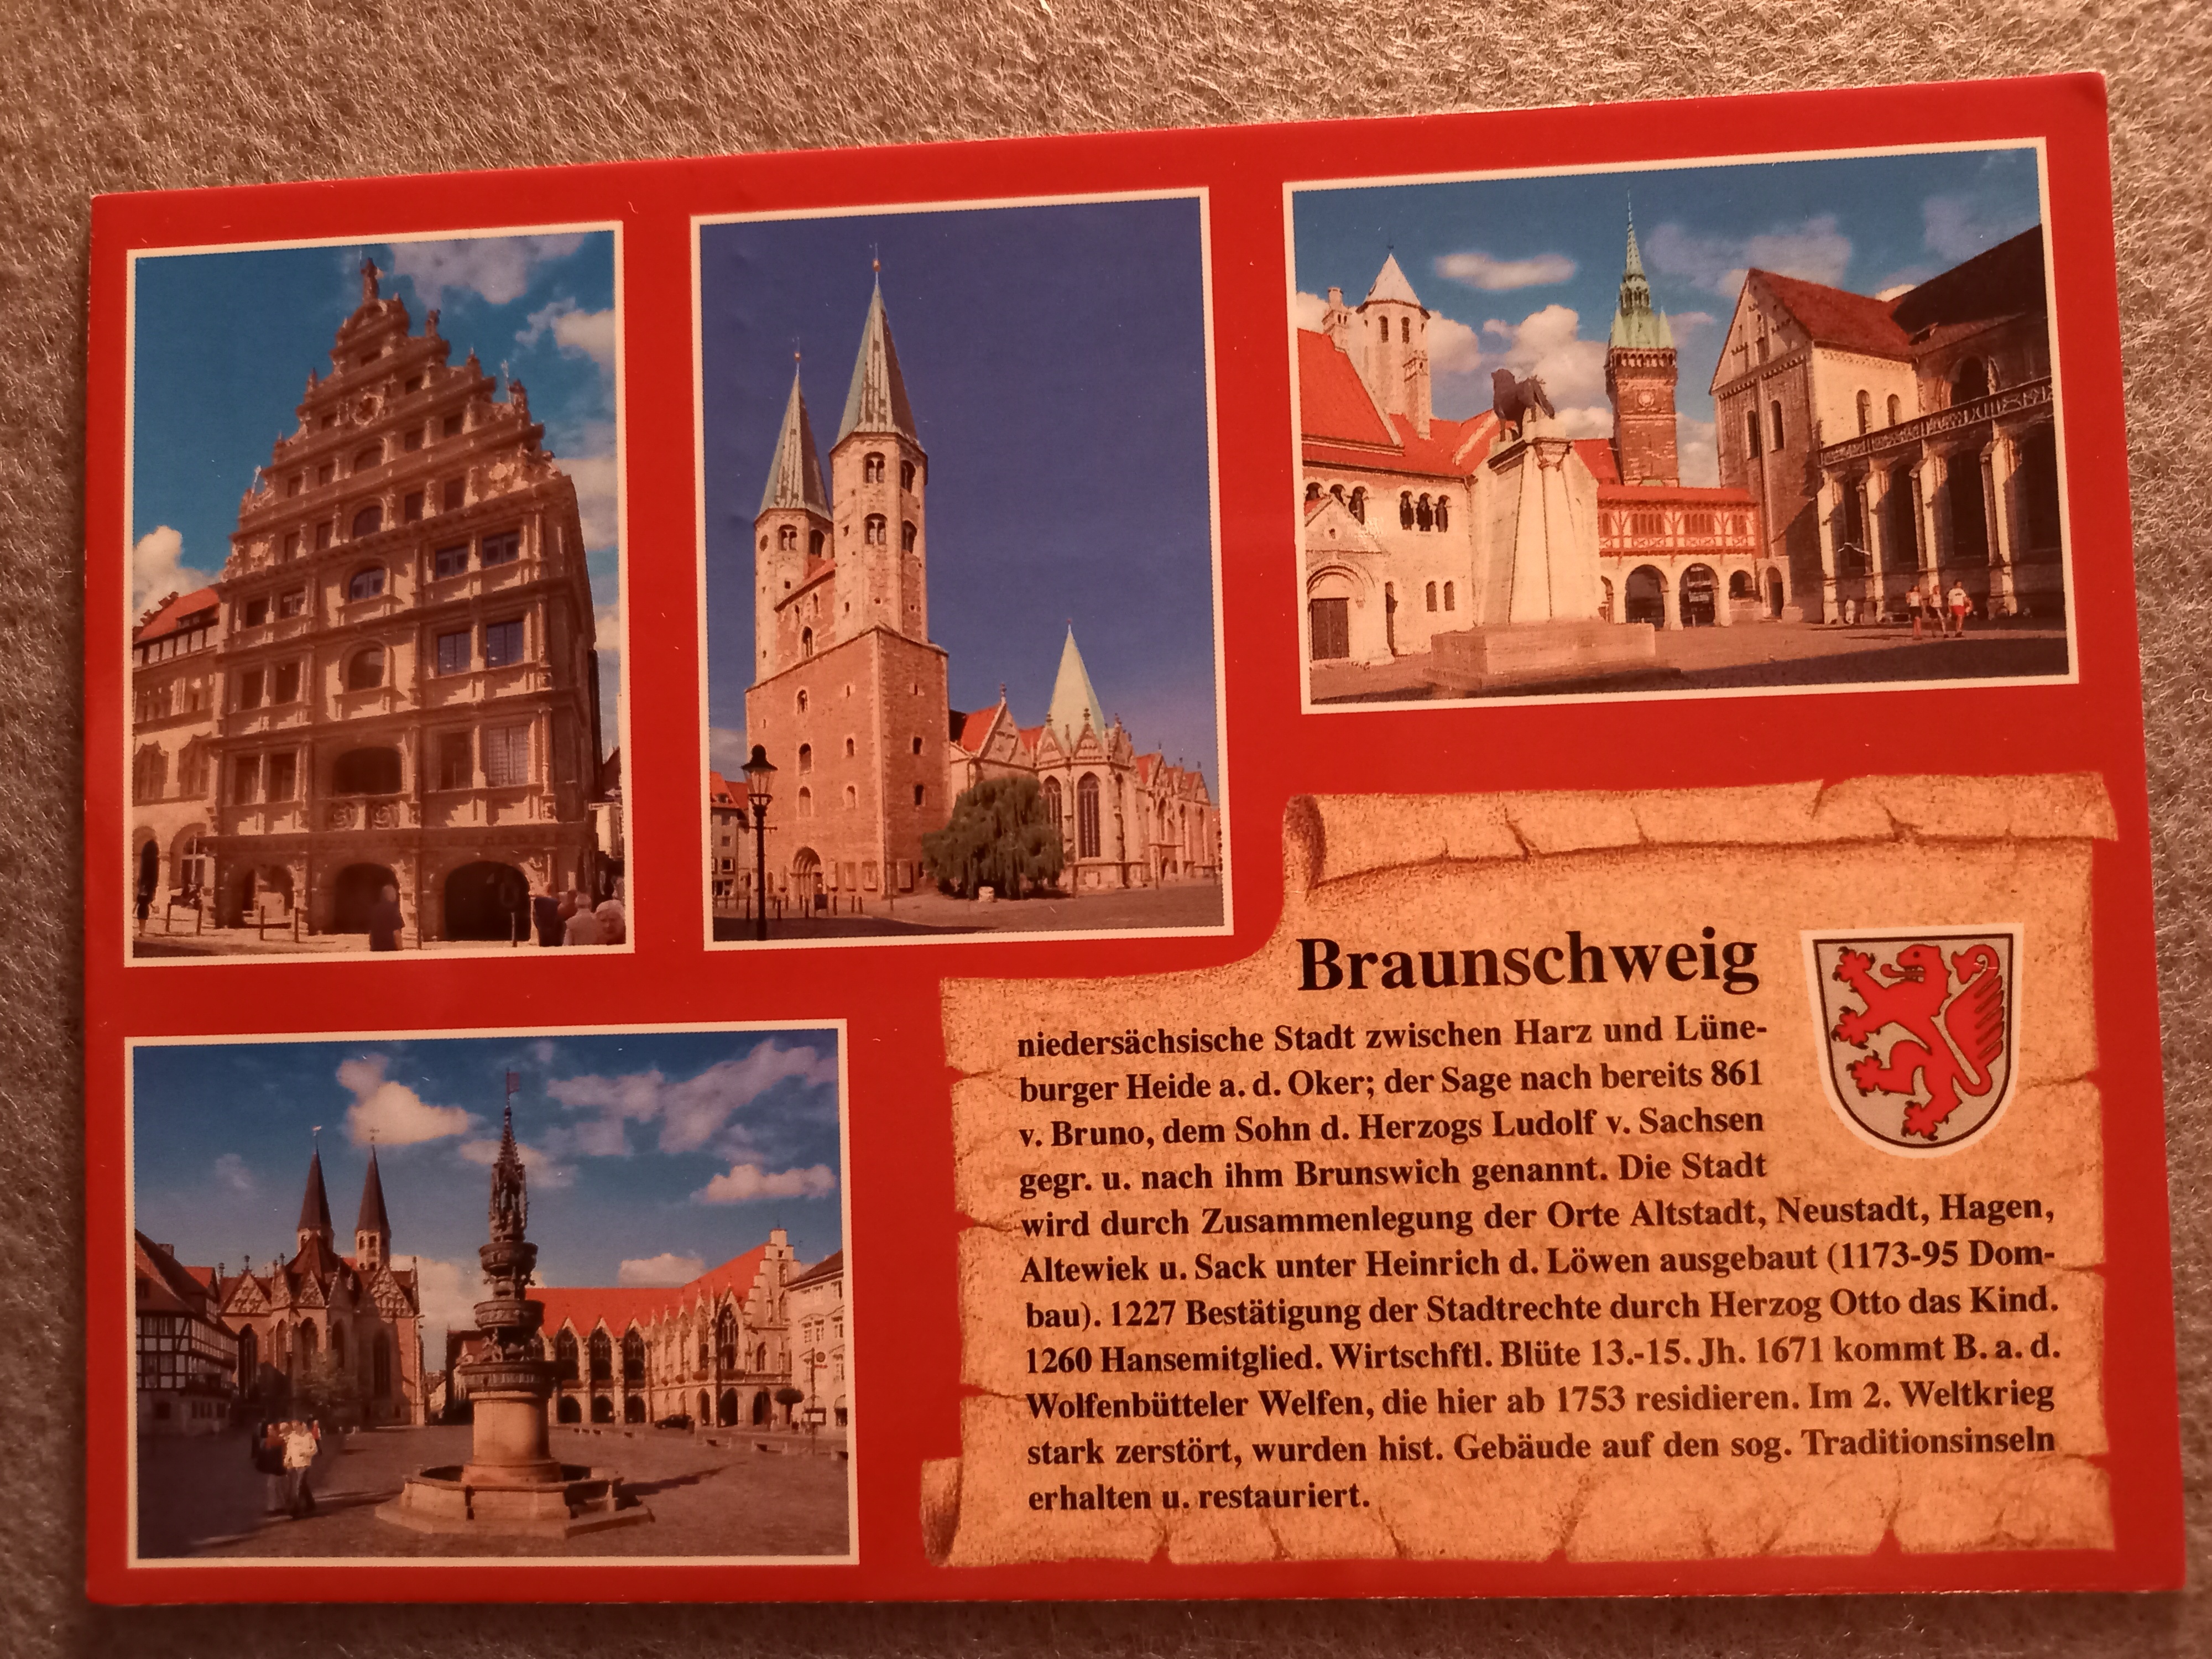 Braunschweig
niedersächsische Stadt zwischen Harz und Lüne-
burger Heide a. d. Oker; der Sage nach bereits 861
v. Bruno, dem Sohn d. Herzogs Ludolf v. Sachsen
gegr. u. nach ihm Brunswich genannt. Die Stadt
wird durch Zusammenlegung der Orte Altstadt, Neustadt, Hagen,
Altewiek u. Sack unter Heinrich d. Löwen ausgebaut (1173-95 Dom-
bau). 1227 Bestätigung der Stadtrechte durch Herzog Otto das Kind.
1260 Hansemitglied. Wirtschftl. Blüte 13.-15. Jh. 1671 kommt B. a. d.
Wolfenbütteler Welfen, die hier ab 1753 residieren. Im 2. Weltkrieg
stark zerstört, wurden hist. Gebäude auf den sog. Traditionsinseln
erhalten u. restauriert.